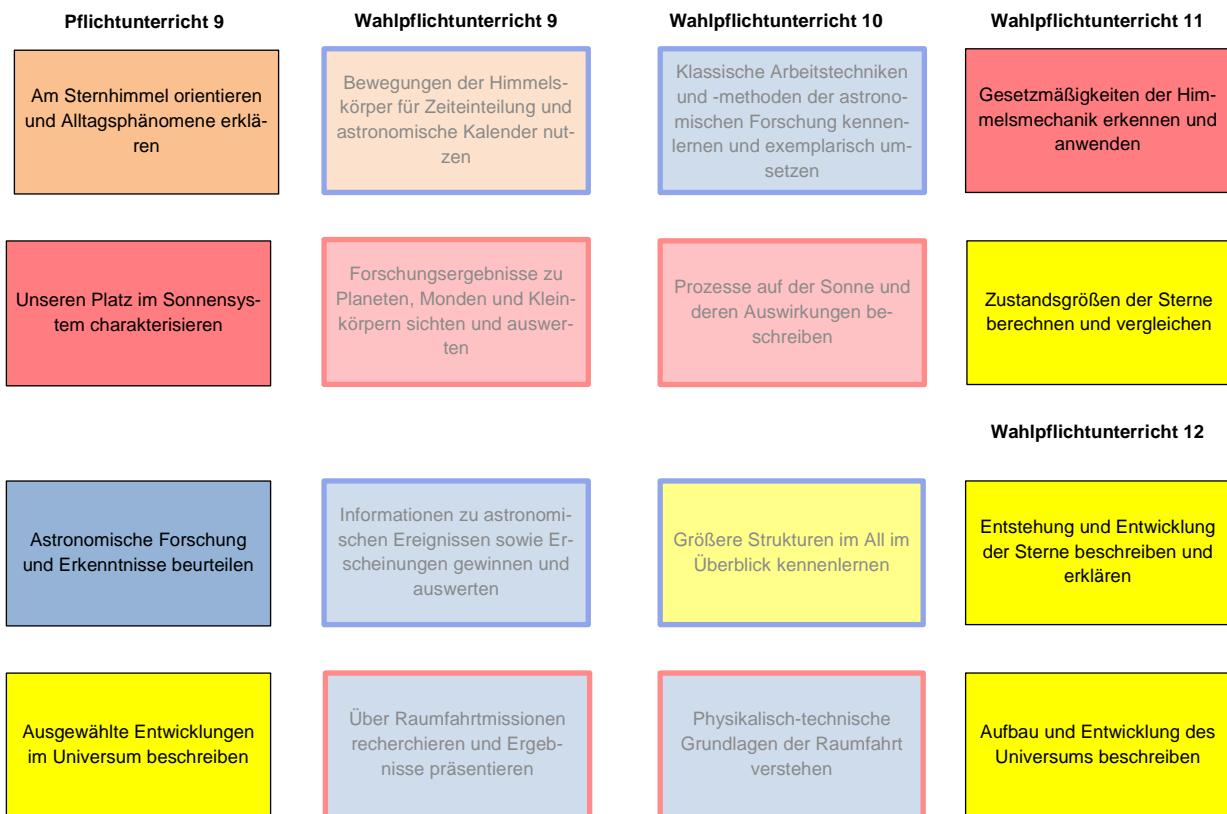 Pflichtunterricht 9
Wahlpflichtunterricht 9
Wahlpflichtunterricht 10
Wahlpflichtunterricht 11
Am Sternhimmel orientieren
und Alltagsphänomene erklä-
ren
Bewegungen der Himmels-
körper für Zeiteinteilung und
astronomische Kalender nut-
zen
Klassische Arbeitstechniken
und -methoden der astrono-
mischen Forschung kennen-
lernen und exemplarisch um-
setzen
Gesetzmäßigkeiten der Him-
melsmechanik erkennen und
anwenden
Unseren Platz im Sonnensys-
tem charakterisieren
Forschungsergebnisse zu
Planeten, Monden und Klein-
körpern sichten und auswer-
ten
Prozesse auf der Sonne und
deren Auswirkungen be-
schreiben
Zustandsgrößen der Sterne
berechnen und vergleichen
Wahlpflichtunterricht 12
Astronomische Forschung
und Erkenntnisse beurteilen
Informationen zu astronomi-
schen Ereignissen sowie Er-
scheinungen gewinnen und
auswerten
Größere Strukturen im All im
Überblick kennenlernen
Entstehung und Entwicklung
der Sterne beschreiben und
erklären
Ausgewählte Entwicklungen
im Universum beschreiben
Über Raumfahrtmissionen
recherchieren und Ergeb-
nisse präsentieren
Physikalisch-technische
Grundlagen der Raumfahrt
verstehen
Aufbau und Entwicklung des
Universums beschreiben